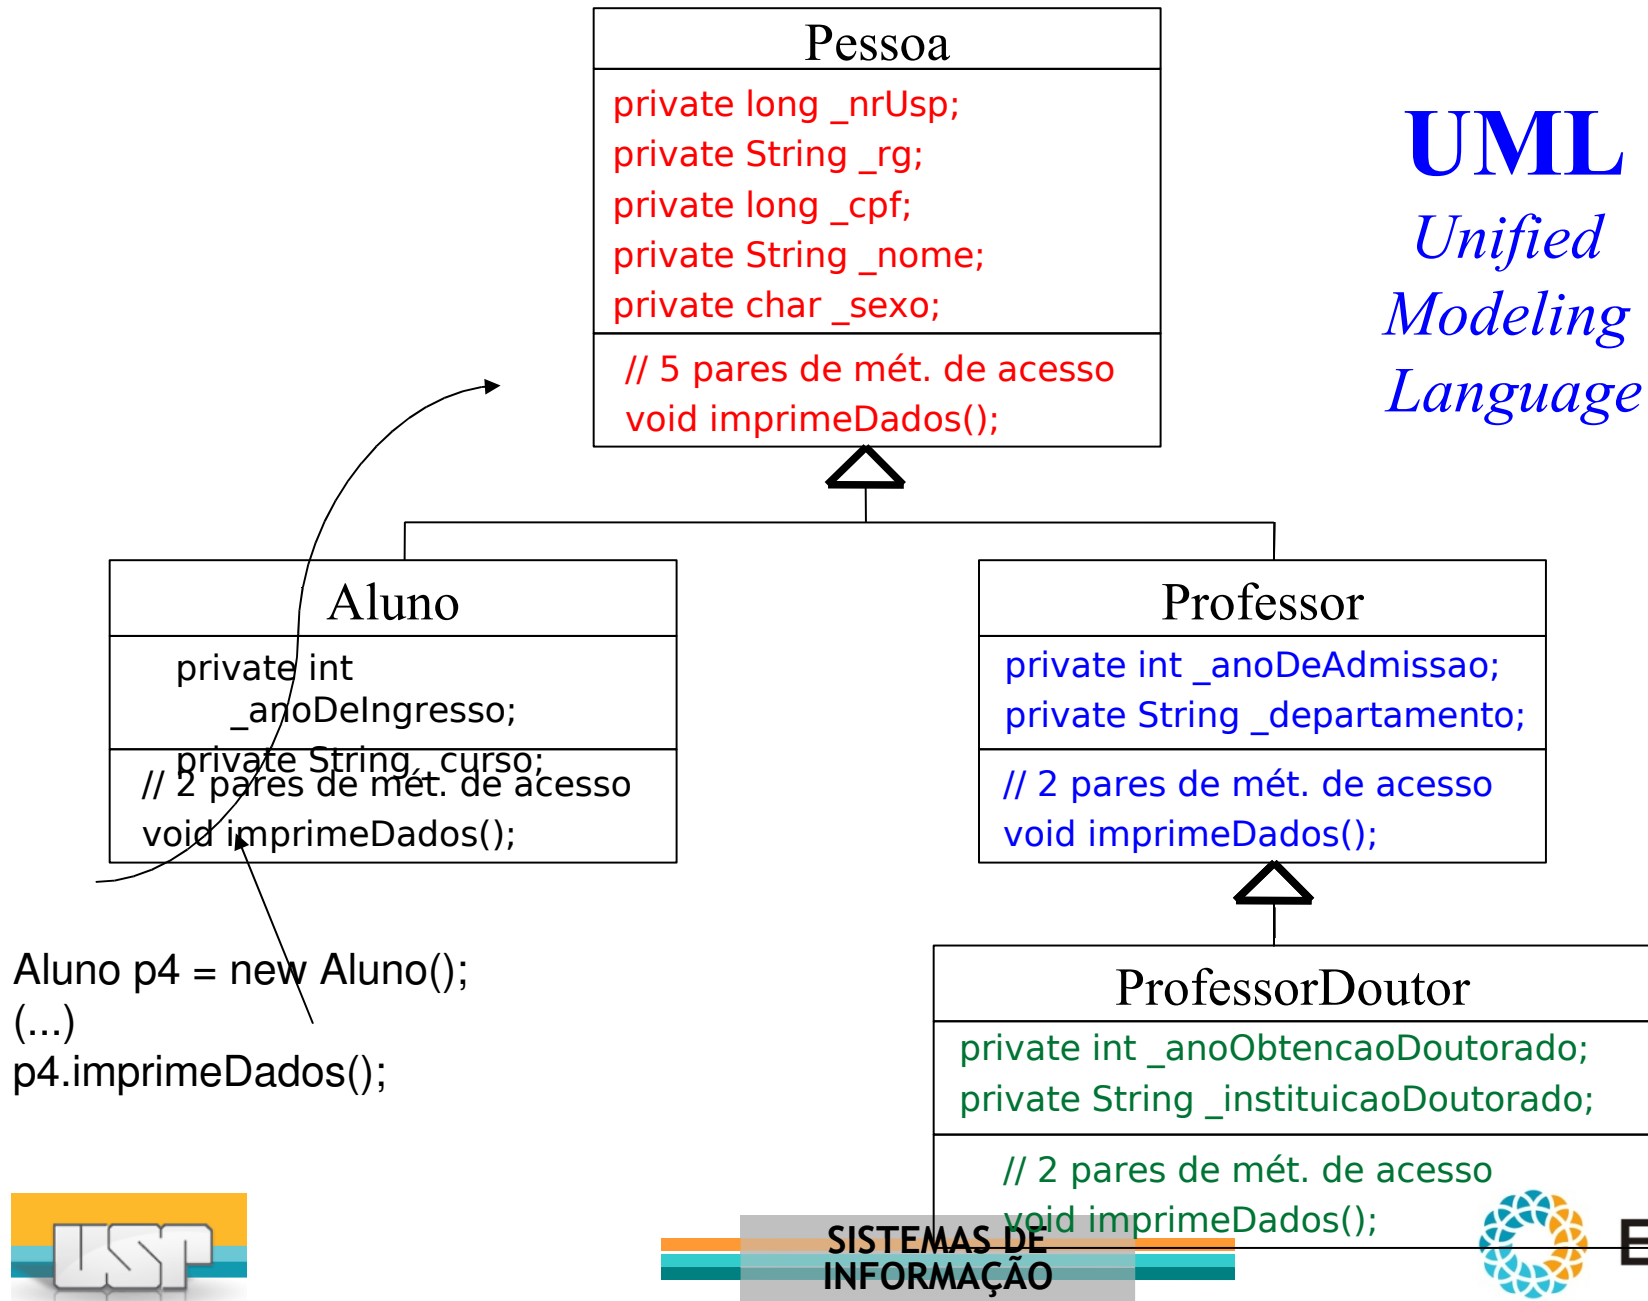 Pessoa
private long _nrUsp;
private String _rg;
private long _cpf;
private String _nome;
private char _sexo;
// 5 pares de mét. de acesso
void imprimeDados();
UML
Unified
Modeling
Language
Aluno
private int
_anoDeIngresso;
private String _curso;
// 2 pares de mét. de acesso
void imprimeDados();
Professor
private int _anoDeAdmissao;
private String _departamento;
// 2 pares de mét. de acesso
void imprimeDados();
Aluno p4 = new Aluno();
(...)
p4.imprimeDados();
ProfessorDoutor
private int _anoObtencaoDoutorado;
private String _instituicaoDoutorado;
// 2 pares de mét. de acesso
void imprimeDados();
USP
SISTEMAS DE
INFORMAÇÃO